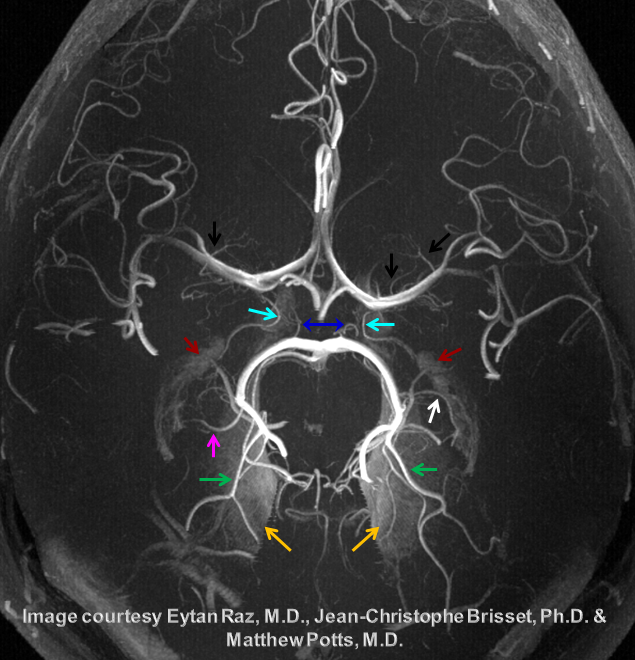 Image courtesy Eytan Raz, M.D., Jean-Christophe Brisset, Ph.D. &
Matthew Potts, M.D.